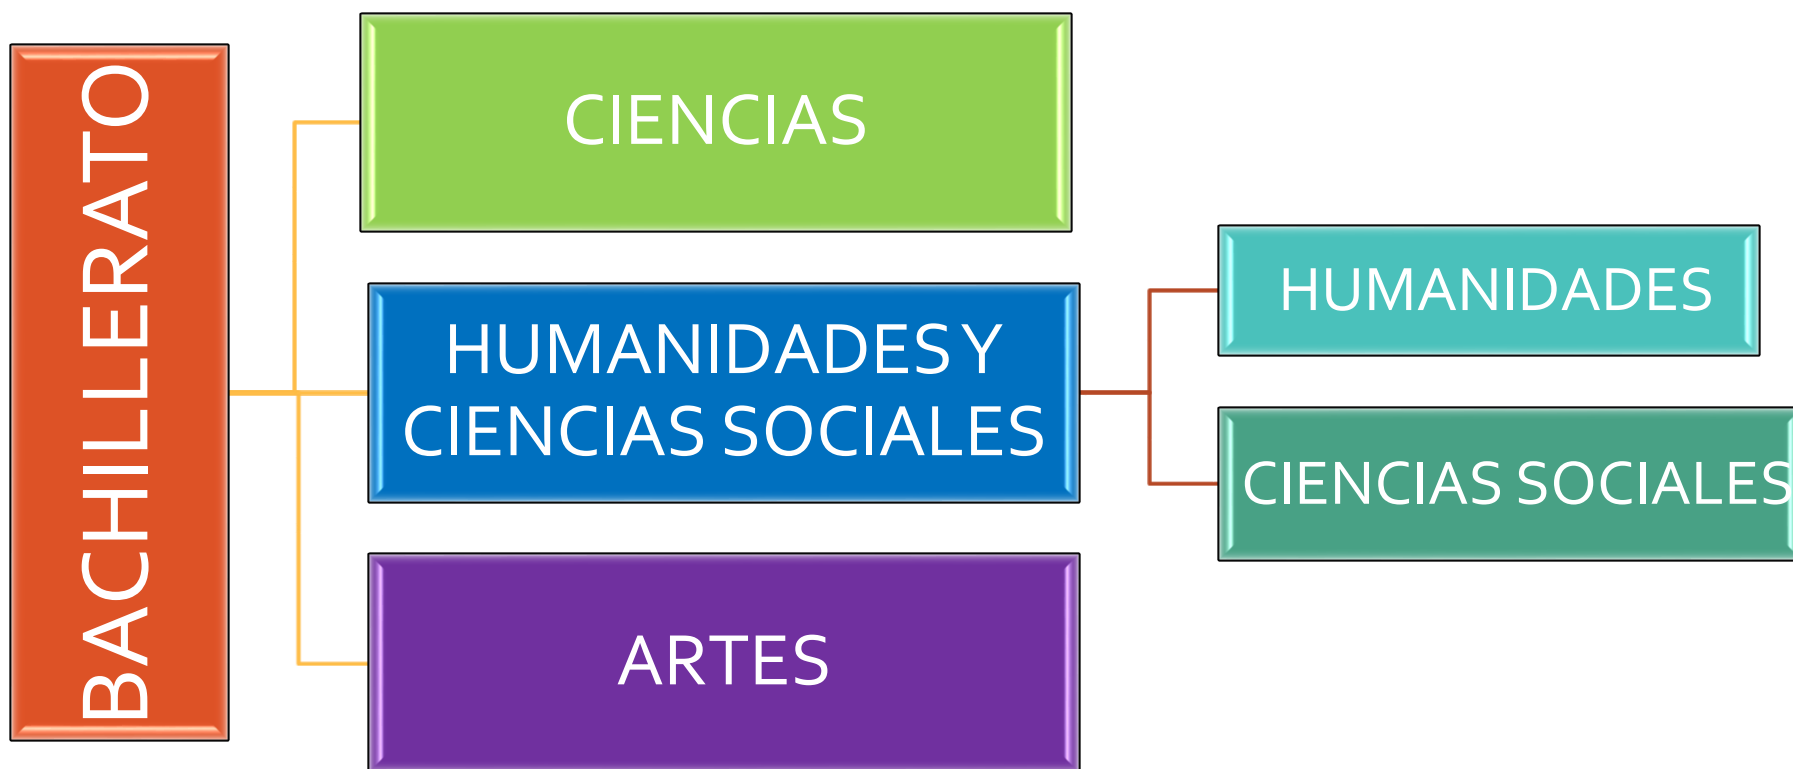 BACHILLERATO
CIENCIAS
HUMANIDADES Y
CIENCIAS SOCIALES
ARTES
HUMANIDADES
CIENCIAS SOCIALES